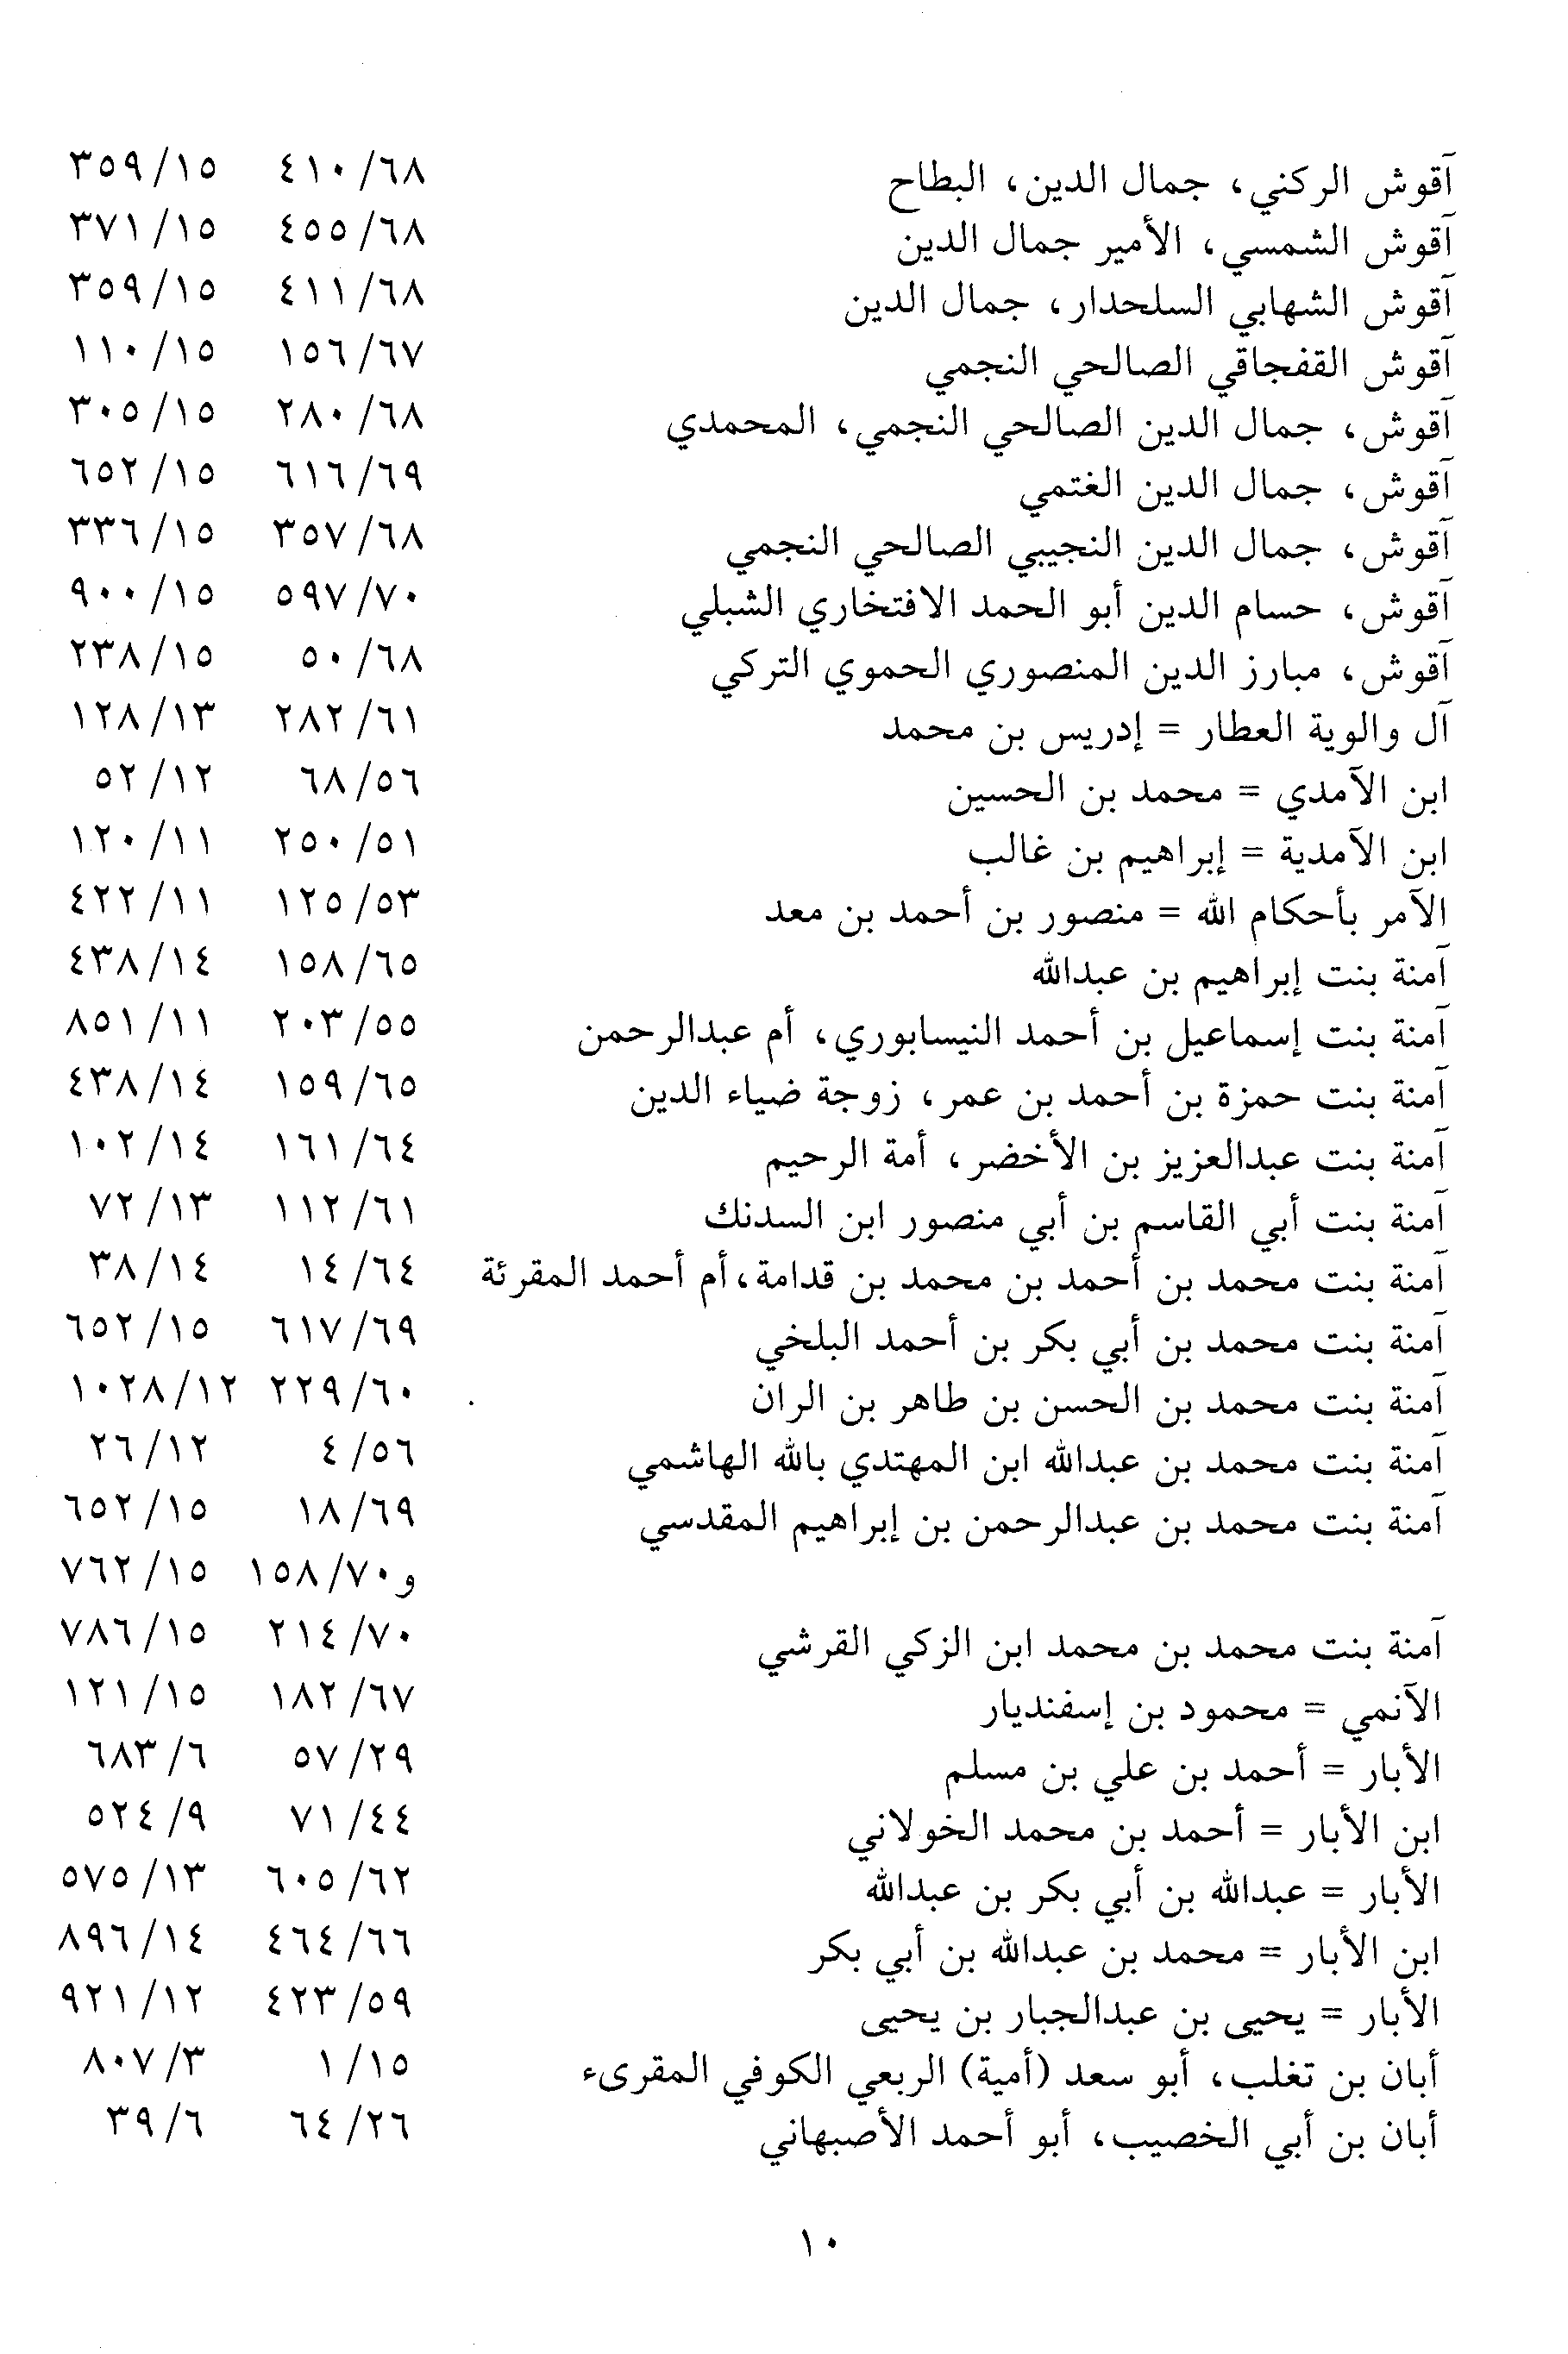 آقوش الركني، جمال الدين، البطاح ٤١٠/٦٨ ٣٥٩/١٥
آقوش الشمسي، الأمير جمال الدين ٤٥٥/٦٨ ٣٧١/١٥
آقوش الشهابي السلحدار، جمال الدين ٤١١/٦٨ ٣٥٩/١٥
آقوش القفجاقي الصالحي النجمي ١٥٦/٦٧ ١١٠/١٥
آقوش، جمال الدين الصالحي النجمي، المحمدي ٢٨٠/٦٨ ٣٠٥/١٥
آقوش، جمال الدين الغتمي ٦١٦/٦٩ ٦٥٢/١٥
آقوش، جمال الدين النجيبي الصالحي النجمي ٣٥٧/٦٨ ٣٣٦/١٥
آقوش، حسام الدين أبو الحمد الافتخاري الشبلي ٥٩٧/٧٠ ٩٠٠/١٥
آقوش، مبارز الدين المنصوري الحموي التركي ٥٠/٦٨ ٢٣٨/١٥
آل والوية العطار = إدريس بن محمد ٢٨٢/٦١ ١٢٨/١٣
ابن الآمدي = محمد بن الحسين ٦٨/٥٦ ٥٢/١٢
ابن الآمدية = إبراهيم بن غالب ٢٥٠/٥١ ١٢٠/١١
الآمر بأحكام الله = منصور بن أحمد بن معد ١٢٥/٥٣ ٤٢٢/١١
آمنة بنت إبراهيم بن عبدالله ١٥٨/٦٥ ٤٣٨/١٤
آمنة بنت إسماعيل بن أحمد النيسابوري، أم عبدالرحمن ٢٠٣/٥٥ ٨٥١/١١
آمنة بنت حمزة بن أحمد بن عمر، زوجة ضياء الدين ١٥٩/٦٥ ٤٣٨/١٤
آمنة بنت عبدالعزيز بن الأخضر، أمة الرحيم ١٦١/٦٤ ١٠٢/١٤
آمنة بنت أبي القاسم بن أبي منصور ابن السدنك ١١٢/٦١ ٧٢/١٣
آمنة بنت محمد بن أحمد بن محمد بن قدامة، أم أحمد المقرئة ١٤/٦٤ ٣٨/١٤
آمنة بنت محمد بن أبي بكر بن أحمد البلخي ٦١٧/٦٩ ٦٥٢/١٥
آمنة بنت محمد بن الحسن بن طاهر بن الران ٢٢٩/٦٠ ١٠٢٨/١٢
آمنة بنت محمد بن عبدالله ابن المهتدي بالله الهاشمي ٤/٥٦ ٢٦/١٢
آمنة بنت محمد بن عبدالرحمن بن إبراهيم المقدسي ١٨/٦٩ ٦٥٢/١٥
و١٥٨/٧٠ ٧٦٢/١٥
آمنة بنت محمد بن محمد ابن الزكي القرشي ٢١٤/٧٠ ٧٨٦/١٥
الآنمي = محمود بن إسفنديار ١٨٢/٦٧ ١٢١/١٥
الأبار = أحمد بن علي بن مسلم ٥٧/٢٩ ٦٨٣/٦
ابن الأبار = أحمد بن محمد الخولاني ٧١/٤٤ ٥٢٤/٩
الأبار = عبدالله بن أبي بكر بن عبدالله ٦٠٥/٦٢ ٥٧٥/١٣
ابن الأبار = محمد بن عبدالله بن أبي بكر ٤٦٤/٦٦ ٨٩٦/١٤
الأبار = يحيى بن عبدالجبار بن يحيى ٤٢٣/٥٩ ٩٢١/١٢
أبان بن تغلب، أبو سعد (أمية) الربعي الكوفي المقرىء ١/١٥ ٨٠٧/٣
أبان بن أبي الخصيب، أبو أحمد الأصبهاني ٦٤/٢٦ ٣٩/٦
١٠